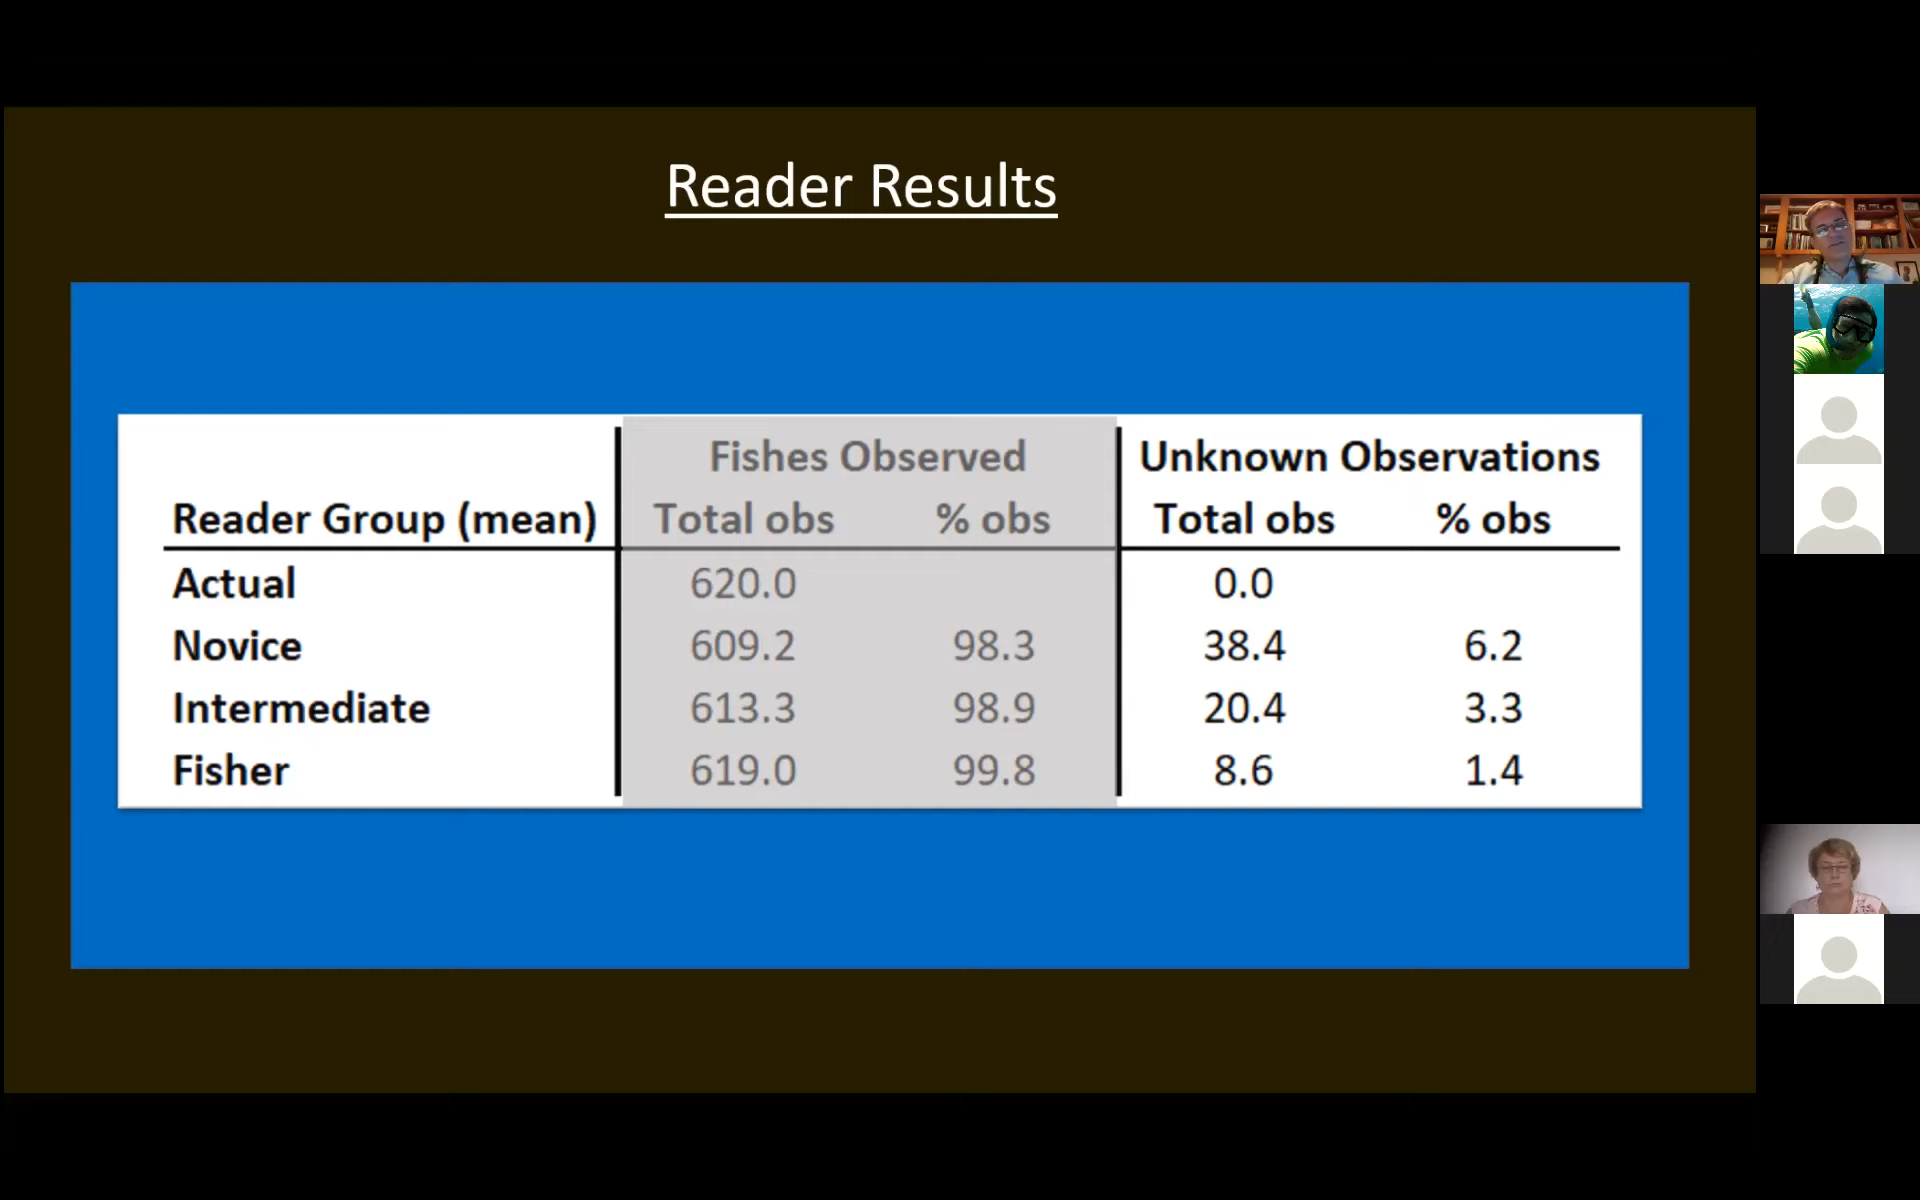 Reader Results
Fishes Observed Unknown Observations
Reader Group (mean) Total obs % obs Total obs % obs
Actual 620.0 0.0
Novice 609.2 98.3 38.4 6.2
Intermediate 613.3 98.9 20.4 3.3
Fisher 619.0 99.8 8.6 1.4